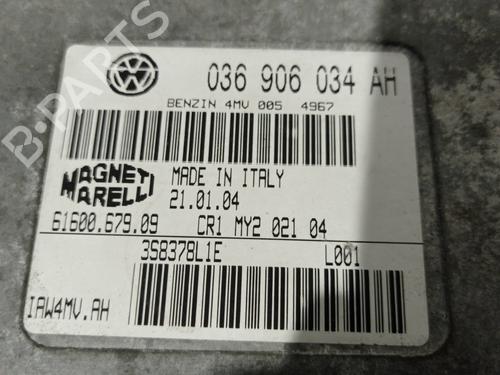 036 906 034 AH
BENZIN 4MV 005 4967
MAGNETI MARELLI
MADE IN ITALY
21.01.04
61600.679.09 CR1 MY2 021 04
3S8378L1E L001
IAW4MV.AH
B-PARTS